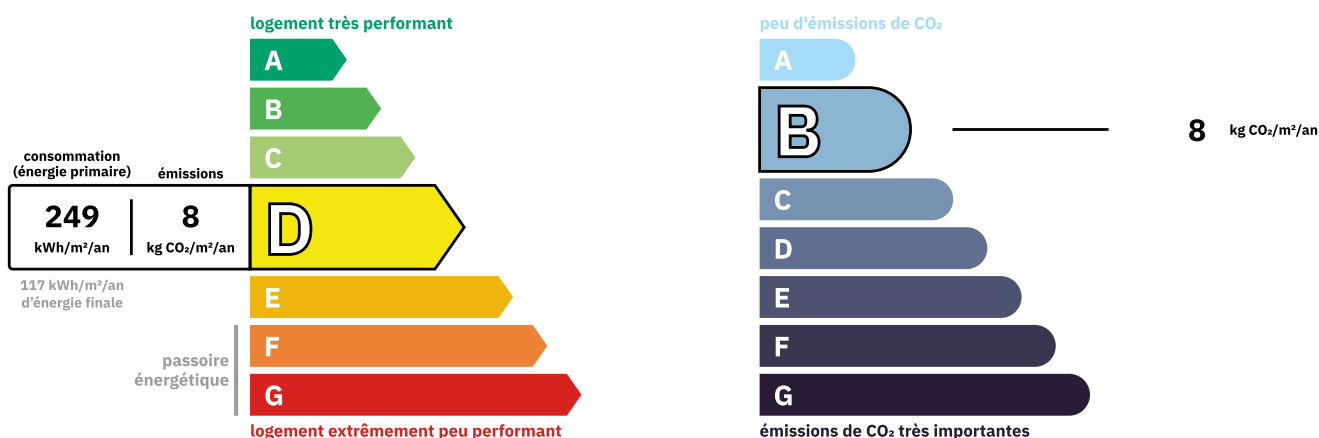 logement très performant
A
B
C
consommation
(énergie primaire)
émissions
249
kWh/m²/an
8
kg CO₂/m²/an
D
117 kWh/m²/an
d'énergie finale
E
passoire
énergétique
F
G
logement extrêmement peu performant
peu d'émissions de CO₂
A
B
8 kg CO₂/m²/an
C
D
E
F
G
émissions de CO₂ très importantes